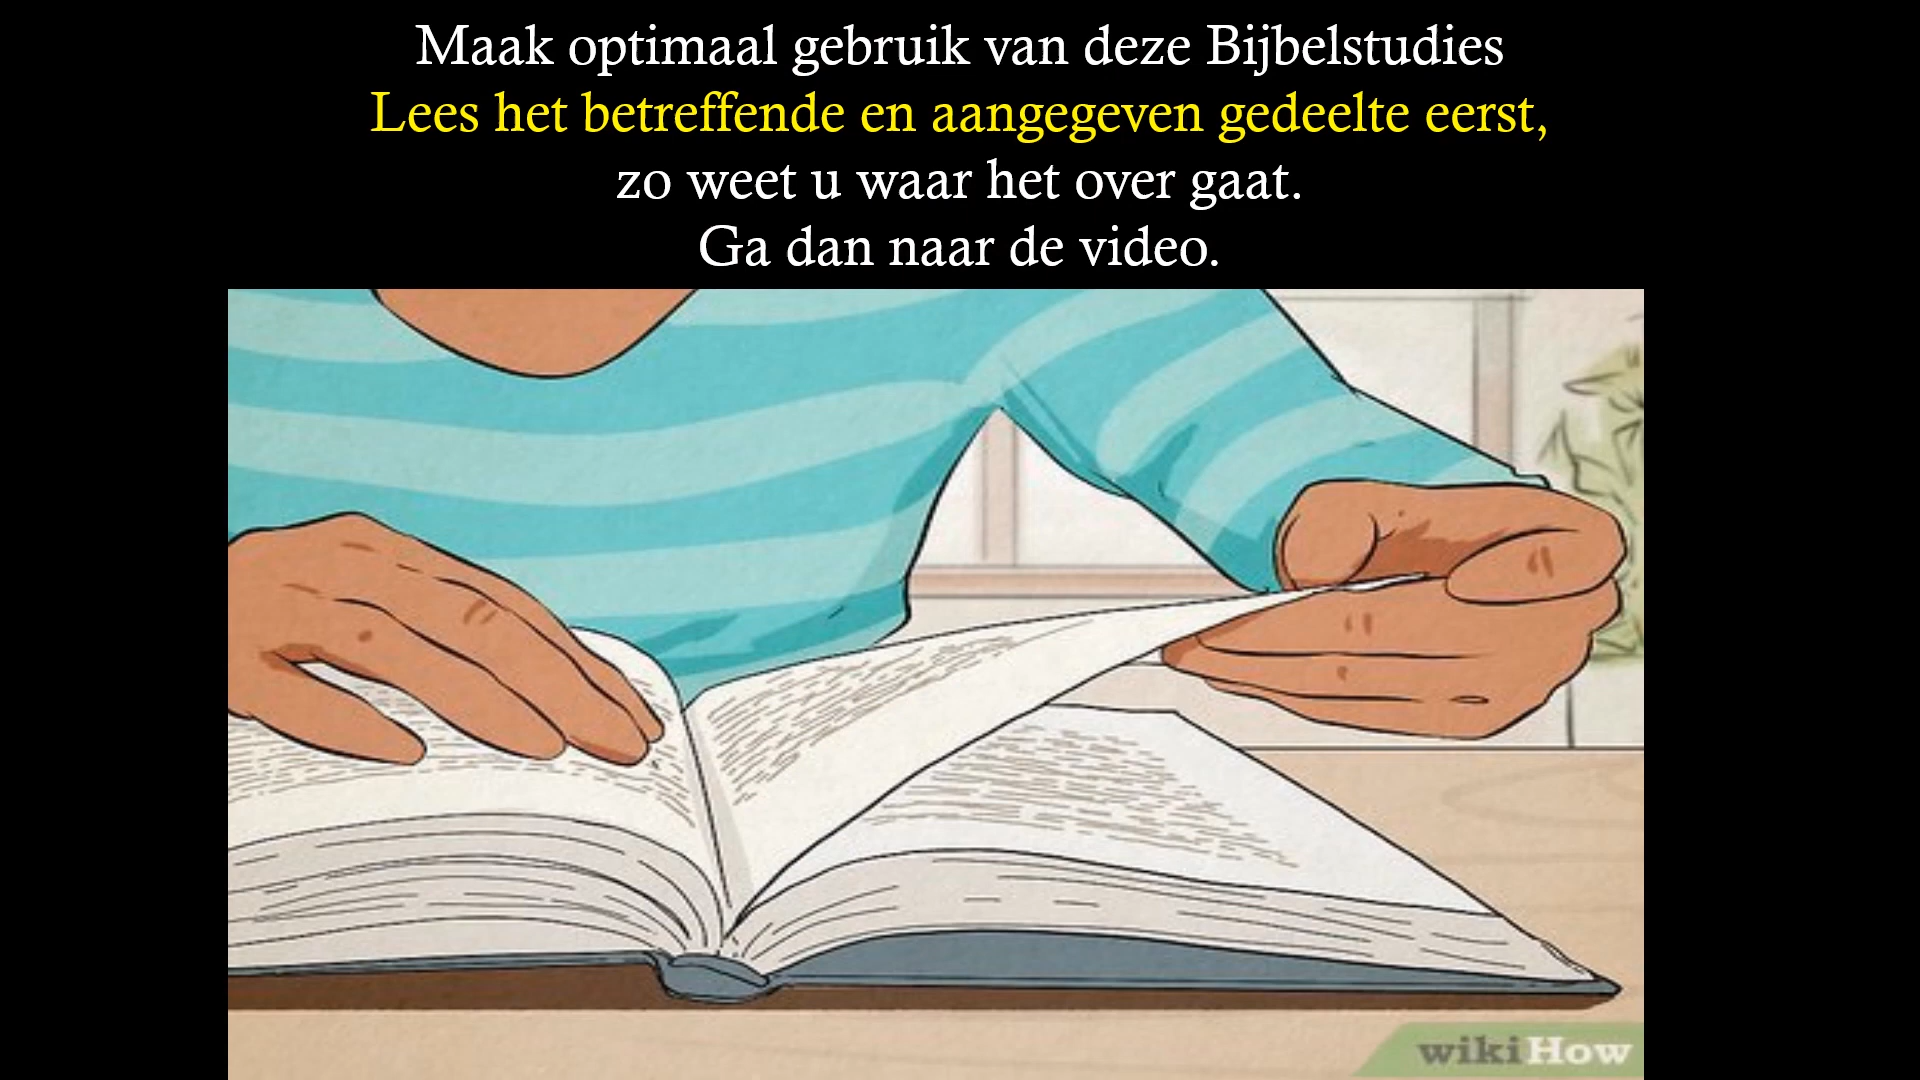 Maak optimaal gebruik van deze Bijbelstudies
Lees het betreffende en aangegeven gedeelte eerst,
zo weet u waar het over gaat.
Ga dan naar de video.
wikiHow